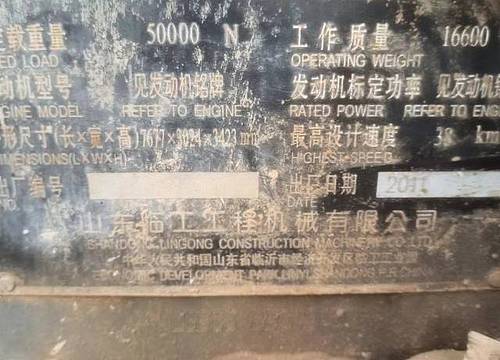 载重量 50000 N 工作质量 16600
ED LOAD OPERATING WEIGHT
动机型号 见发动机铭牌 发动机标定功率 见发动机
GINE MODEL REFER TO ENGINE RATED POWER REFER TO EN
形尺寸(长×宽×高) 7677×3024×3423 mm 最高设计速度 38 km
MENSIONS(LXWXH) HIGHEST SPEED
出厂编号 出厂日期 2011
DATE
山东临工工程机械有限公司
SHANDONG LINGONG CONSTRUCTION MACHINERY CO.,LTD
中华人民共和国山东省临沂市经济开发区临工工业园
ECONOMIC DEVELOPMENT PARK LINYI SHANDONG P.R.CHINA